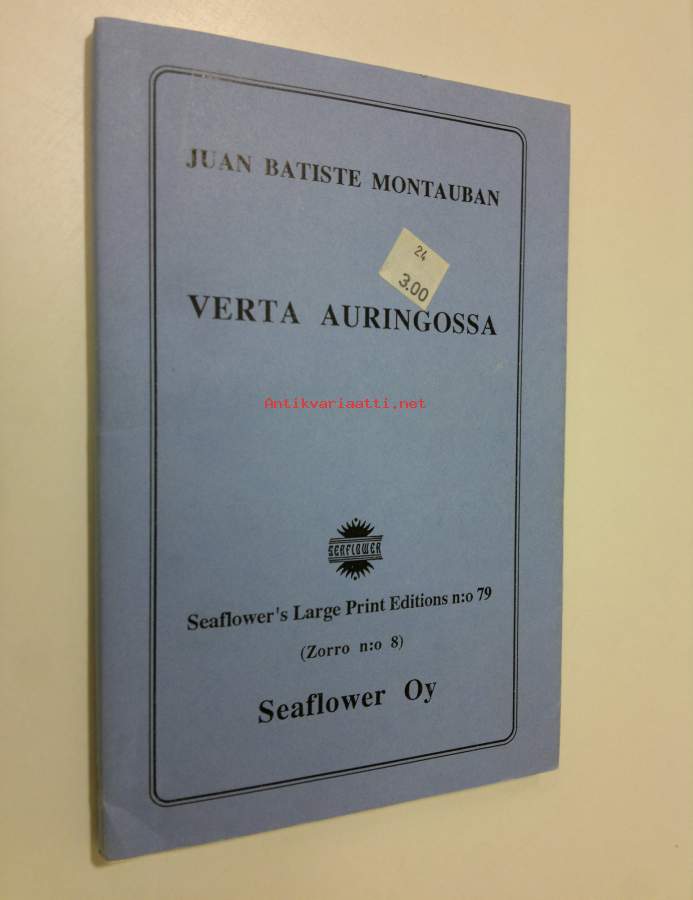 JUAN BATISTE MONTAUBAN
24
3.00
VERTA AURINGOSSA
Antikvariaatti.net
SEAFLOWER
Seaflower's Large Print Editions n:o 79
(Zorro n:o 8)
Seaflower Oy